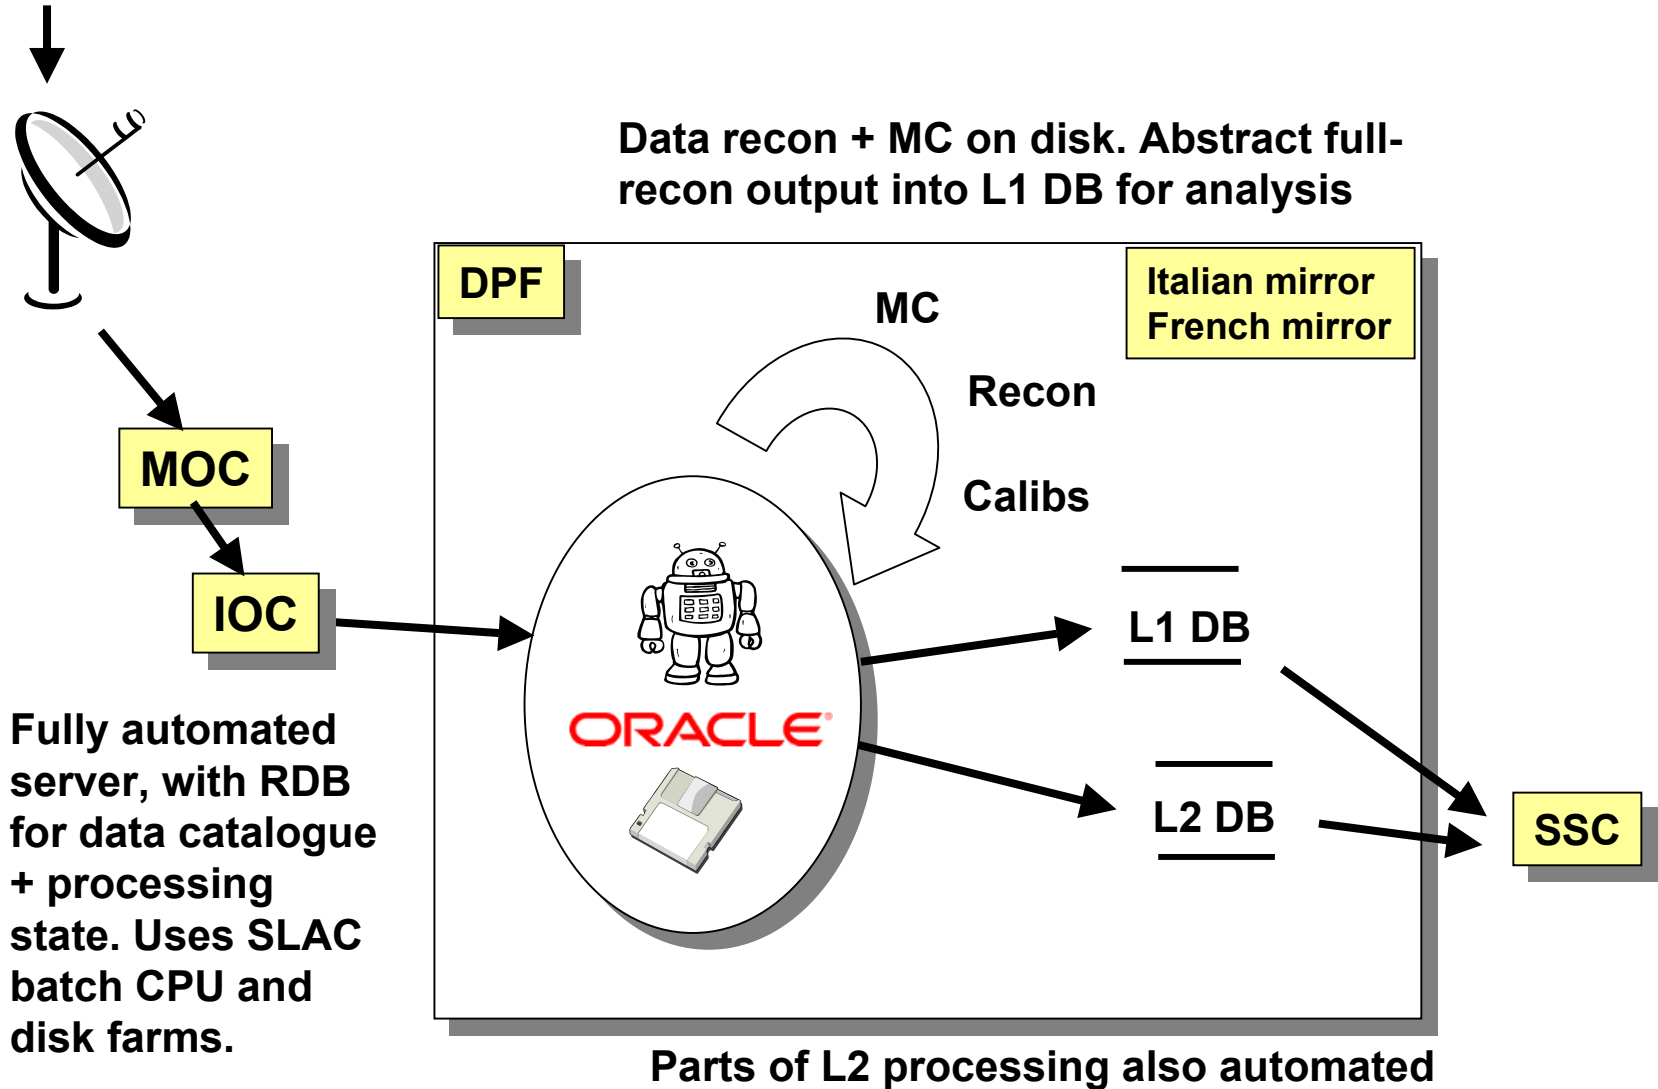 Data recon + MC on disk. Abstract full-
recon output into L1 DB for analysis
DPF
Italian mirror
French mirror
MC
Recon
Calibs
MOC
IOC
L1 DB
ORACLE®
L2 DB
SSC
Fully automated
server, with RDB
for data catalogue
+ processing
state. Uses SLAC
batch CPU and
disk farms.
Parts of L2 processing also automated